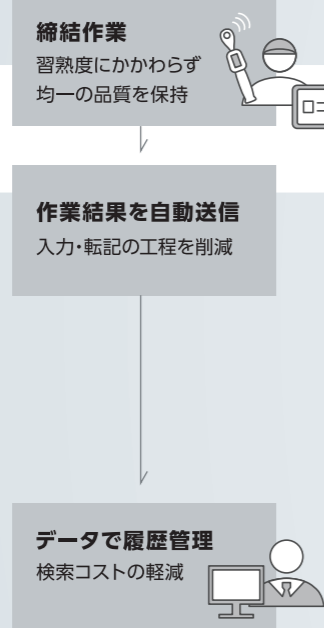 締結作業
習熟度にかかわらず
均一の品質を保持
作業結果を自動送信
入力・転記の工程を削減
データで履歴管理
検索コストの軽減